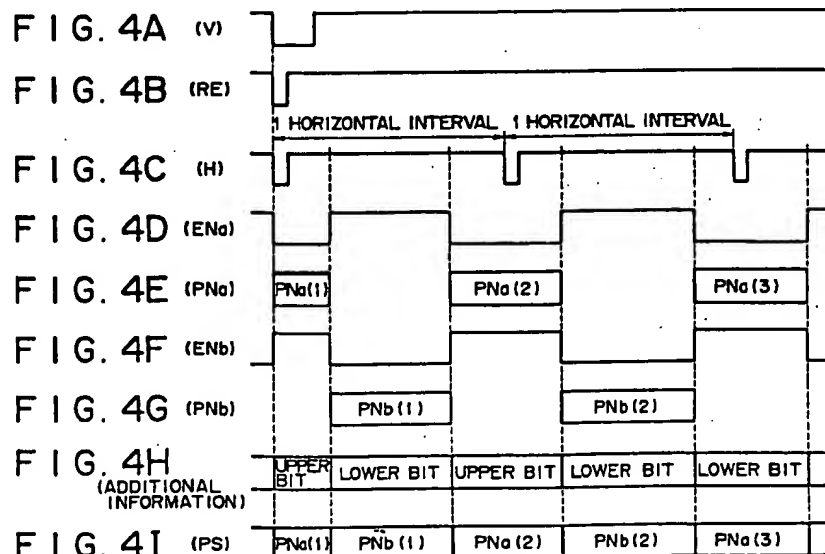 FIG. 4A (V)
FIG. 4B (RE)
1 HORIZONTAL INTERVAL 1 HORIZONTAL INTERVAL
FIG. 4C (H)
FIG. 4D (ENa)
FIG. 4E (PNa) PNa(1) PNa(2) PNa(3)
FIG. 4F (ENb)
FIG. 4G (PNb) PNb(1) PNb(2)
FIG. 4H UPPER BIT LOWER BIT UPPER BIT LOWER BIT LOWER BIT
(ADDITIONAL INFORMATION)
FIG. 4I (PS) PNa(1) PNb(1) PNa(2) PNb(2) PNa(3)